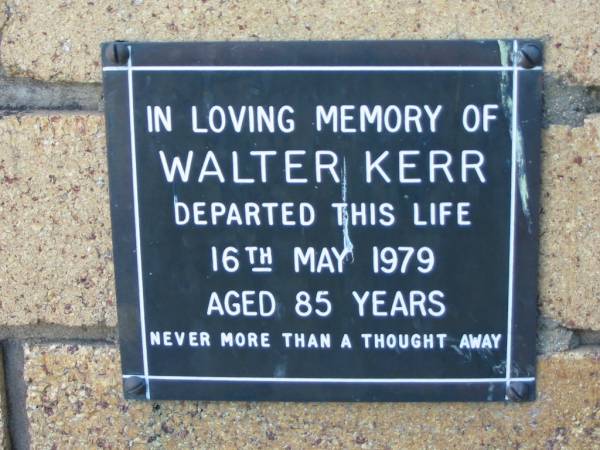 IN LOVING MEMORY OF
WALTER KERR
DEPARTED THIS LIFE
16TH MAY 1979
AGED 85 YEARS
NEVER MORE THAN A THOUGHT AWAY